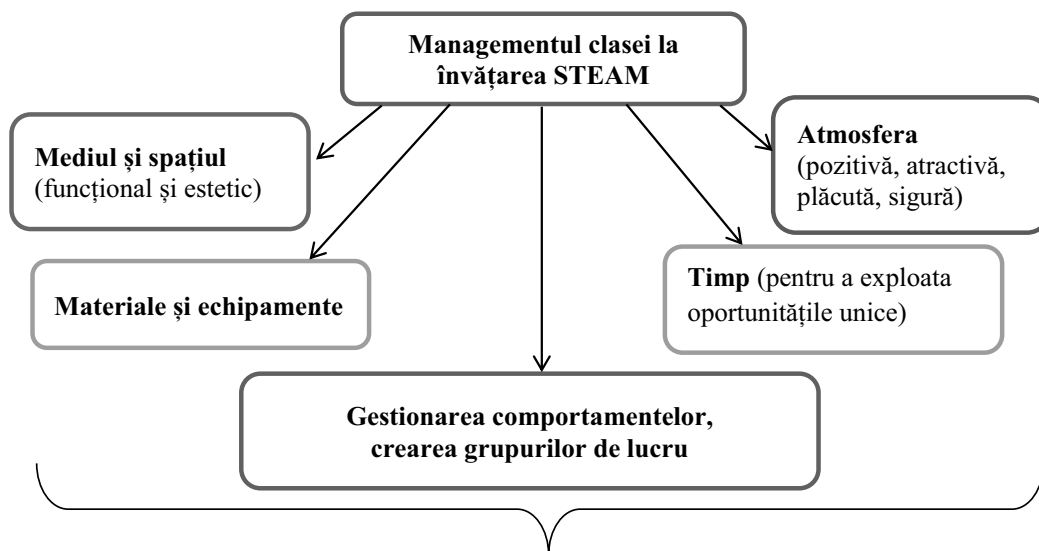 Managementul clasei la
învățarea STEAM
Mediul și spațiul
(funcțional și estetic)
Atmosfera
(pozitivă, atractivă,
plăcută, sigură)
Materiale și echipamente
Timp (pentru a exploata
oportunitățile unice)
Gestionarea comportamentelor,
crearea grupurilor de lucru